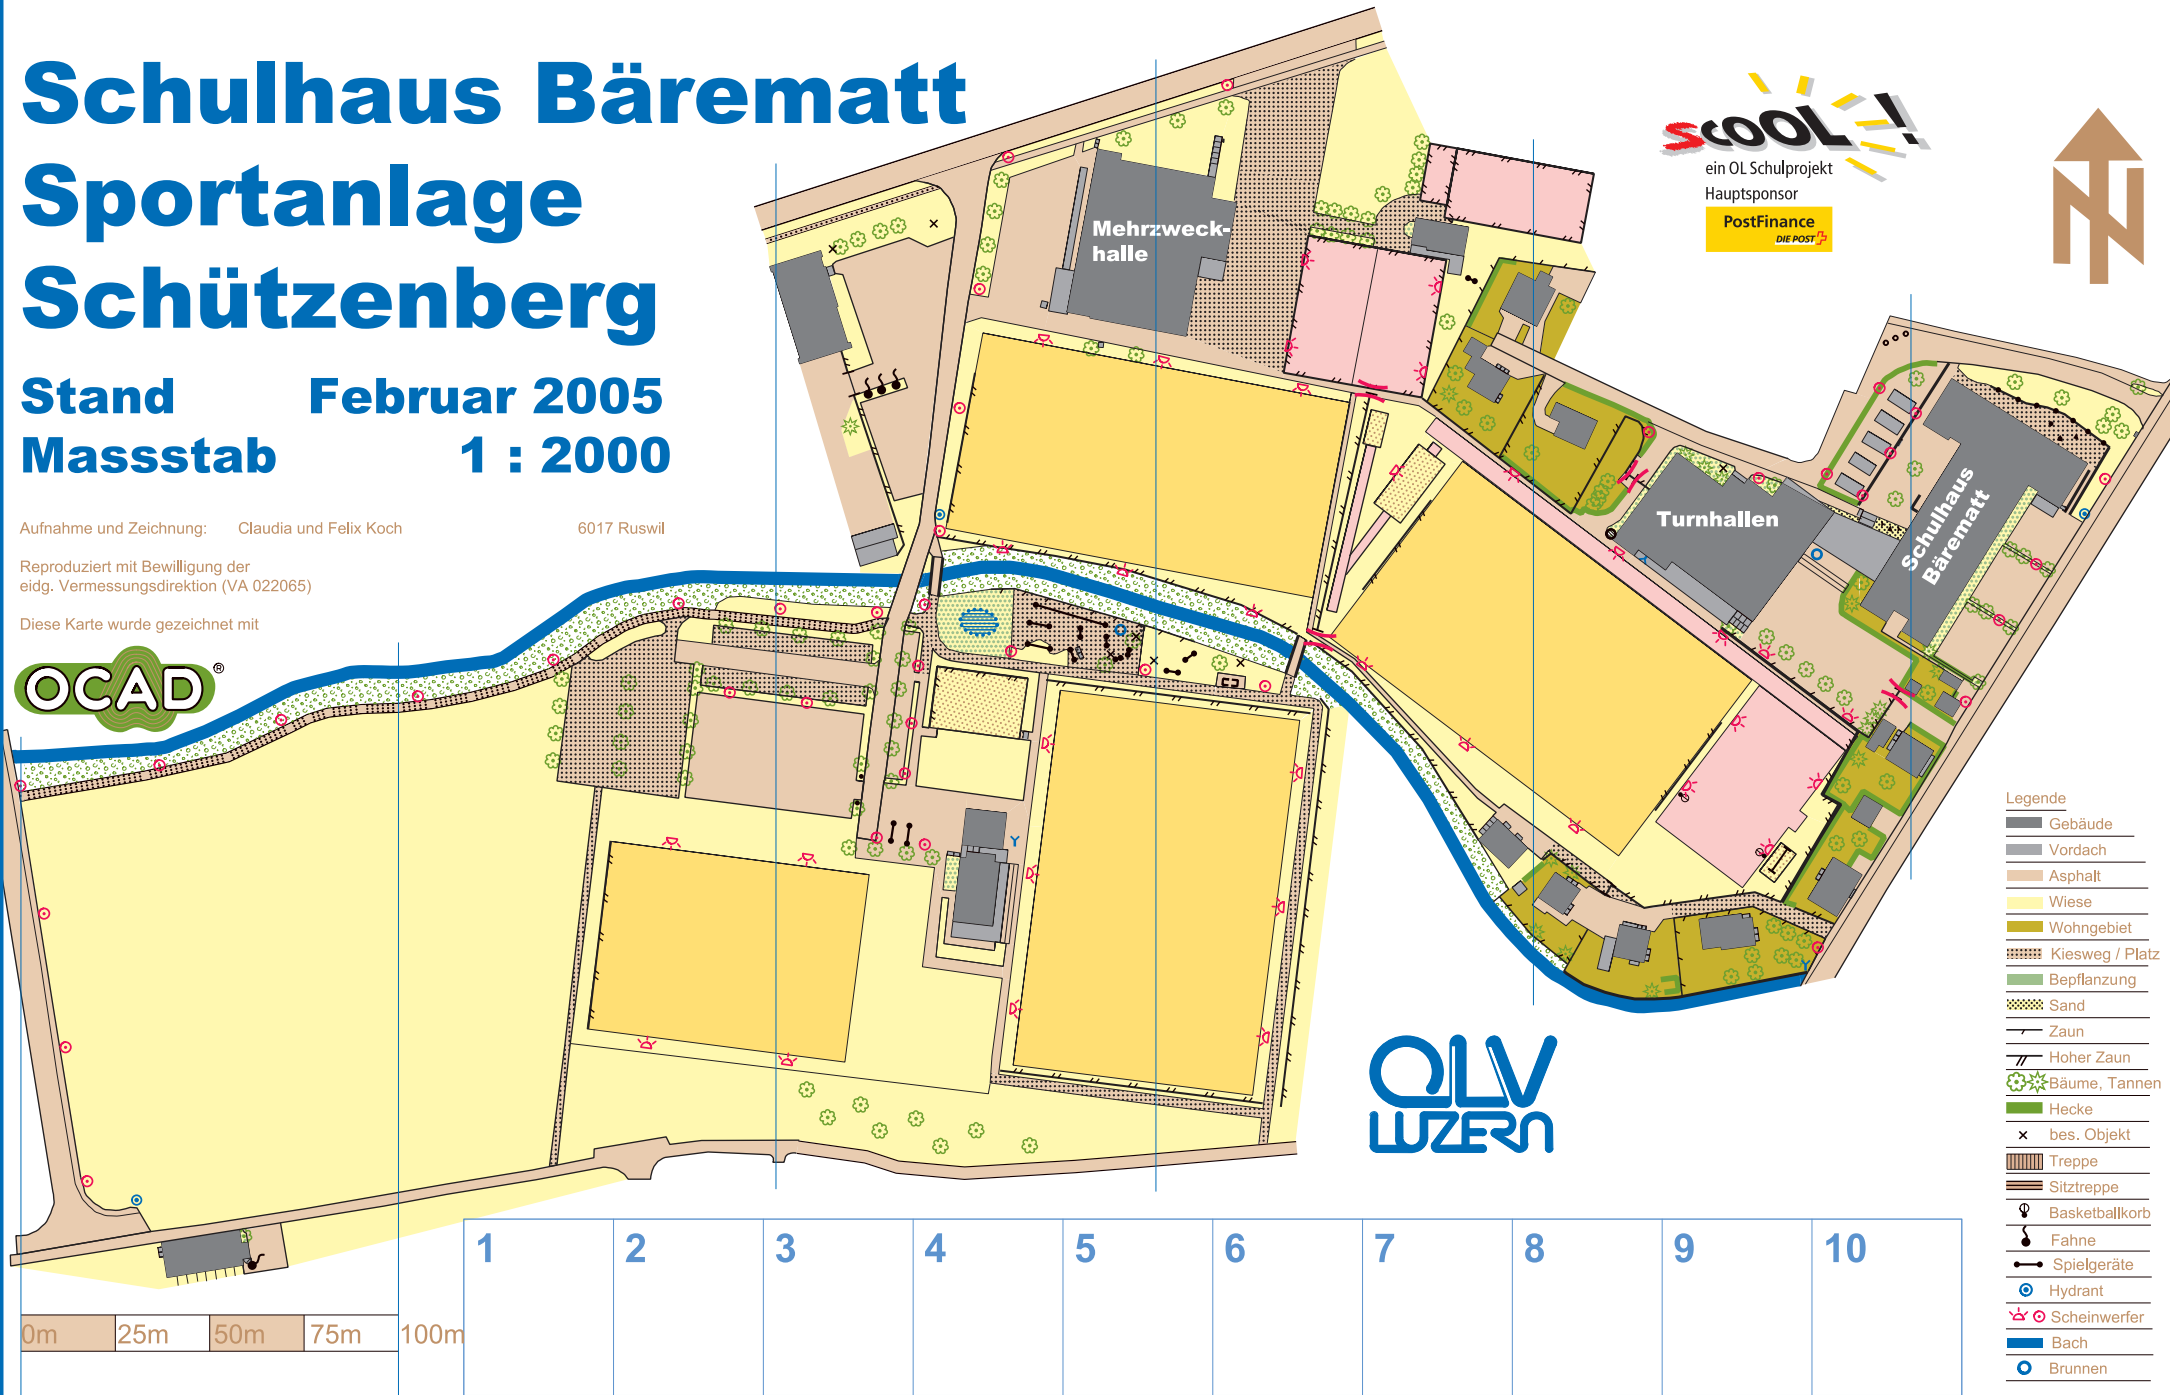 Schulhaus Bärematt
Sportanlage
Schützenberg
Stand Februar 2005
Massstab 1 : 2000
Aufnahme und Zeichnung: Claudia und Felix Koch 6017 Ruswil
Reproduziert mit Bewilligung der
eidg. Vermessungsdirektion (VA 022065)
Diese Karte wurde gezeichnet mit
OCAD®
sCOOL!
ein OL Schulprojekt
Hauptsponsor
PostFinance
DIE POST
N
Mehrzweck-
halle
Turnhallen
Schulhaus
Bärematt
OLV
LUZERN
Legende
Gebäude
Vordach
Asphalt
Wiese
Wohngebiet
Kiesweg / Platz
Bepflanzung
Sand
Zaun
Hoher Zaun
Bäume, Tannen
Hecke
bes. Objekt
Treppe
Sitztreppe
Basketballkorb
Fahne
Spielgeräte
Hydrant
Scheinwerfer
Bach
Brunnen
1 2 3 4 5 6 7 8 9 10
0m 25m 50m 75m 100m